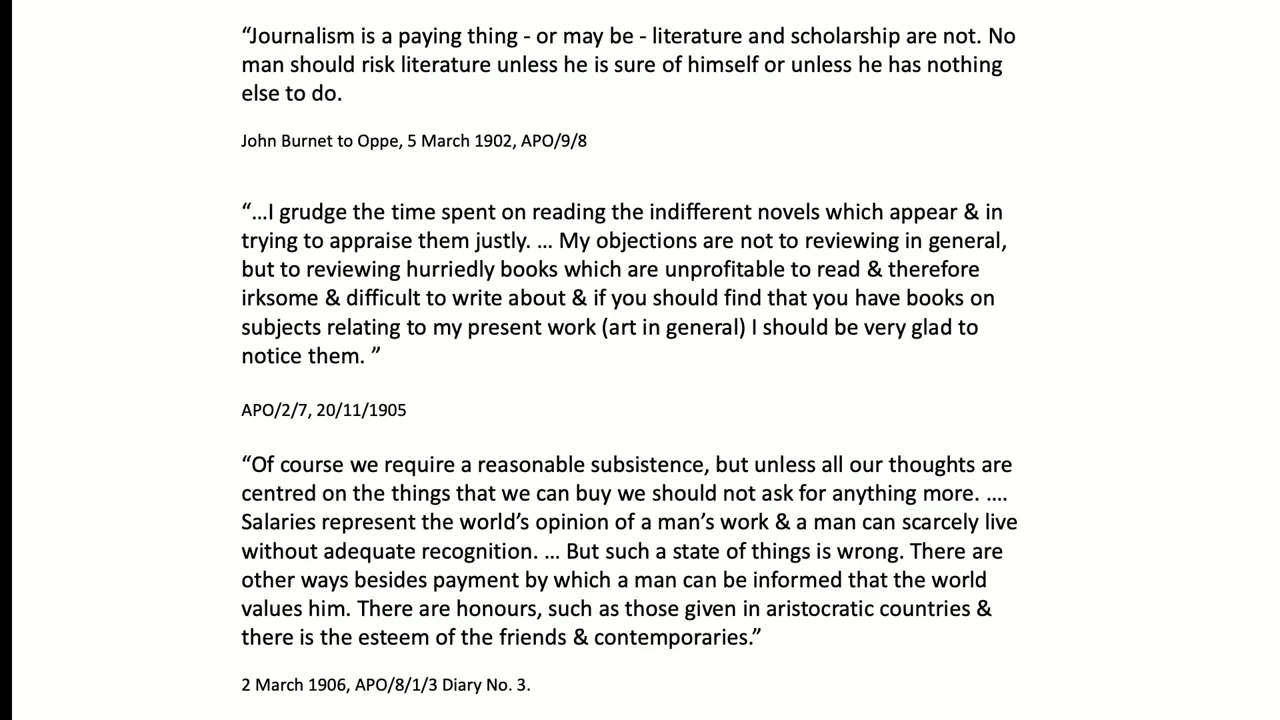 “Journalism is a paying thing - or may be - literature and scholarship are not. No
man should risk literature unless he is sure of himself or unless he has nothing
else to do.
John Burnet to Oppe, 5 March 1902, APO/9/8
“…I grudge the time spent on reading the indifferent novels which appear & in
trying to appraise them justly. … My objections are not to reviewing in general,
but to reviewing hurriedly books which are unprofitable to read & therefore
irksome & difficult to write about & if you should find that you have books on
subjects relating to my present work (art in general) I should be very glad to
notice them. ”
APO/2/7, 20/11/1905
“Of course we require a reasonable subsistence, but unless all our thoughts are
centred on the things that we can buy we should not ask for anything more. ….
Salaries represent the world’s opinion of a man’s work & a man can scarcely live
without adequate recognition. … But such a state of things is wrong. There are
other ways besides payment by which a man can be informed that the world
values him. There are honours, such as those given in aristocratic countries &
there is the esteem of the friends & contemporaries.”
2 March 1906, APO/8/1/3 Diary No. 3.